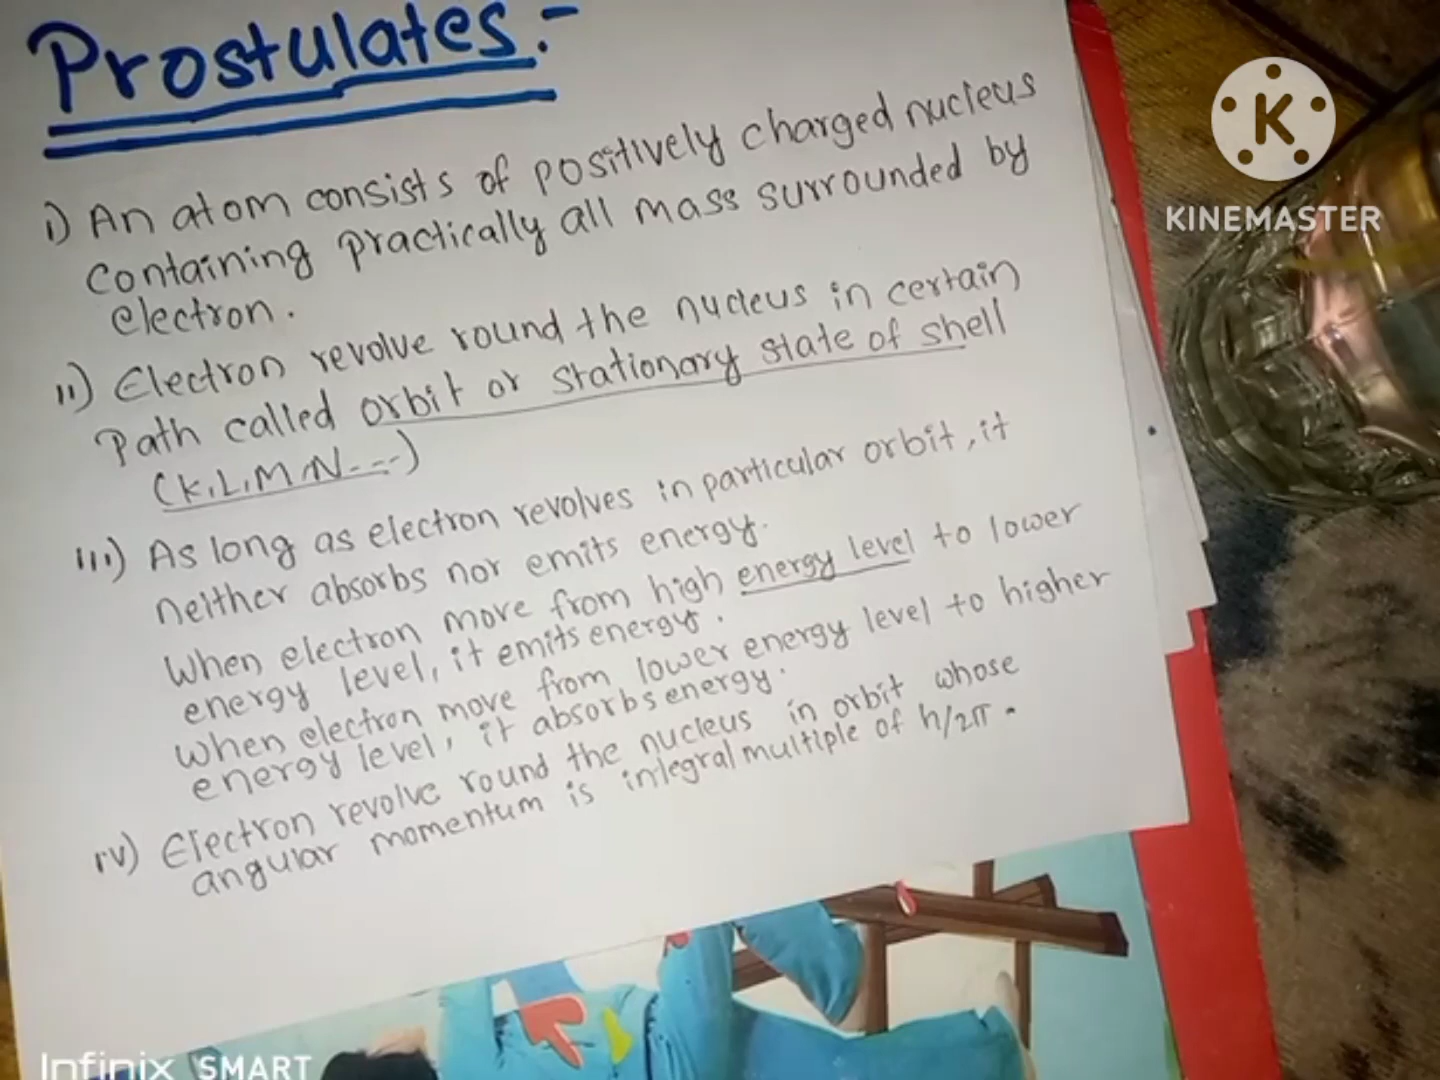 Prostulates:-
i) An atom consists of positively charged nucleus
containing practically all mass surrounded by
electron.
ii) Electron revolve round the nucleus in certain
Path called orbit or stationary state of shell
(K,L,M,N---)
iii) As long as electron revolves in particular orbit, it
neither absorbs nor emits energy.
When electron move from high energy level to lower
energy level, it emits energy.
When electron move from lower energy level to higher
energy level, it absorbs energy.
iv) Electron revolve round the nucleus in orbit whose
angular momentum is integral multiple of h/2π.
KINEMASTER
Infinix SMART